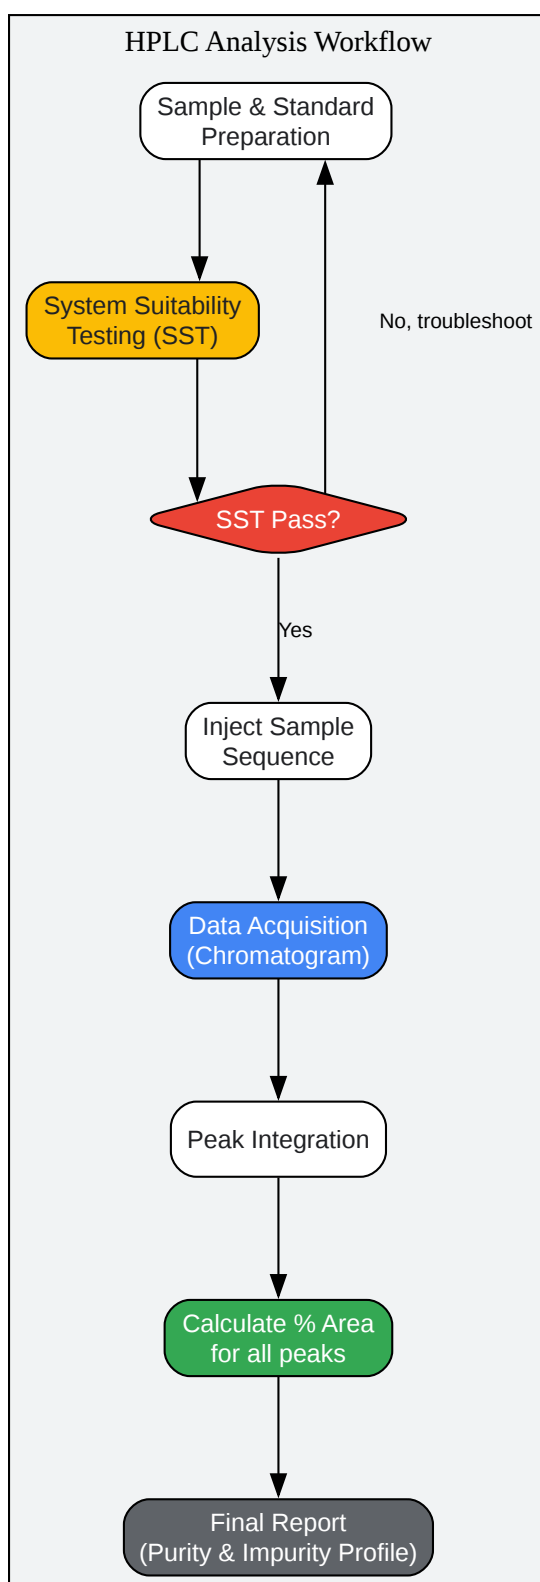 HPLC Analysis Workflow
Sample & Standard
Preparation
System Suitability
Testing (SST)
No, troubleshoot
SST Pass?
Yes
Inject Sample
Sequence
Data Acquisition
(Chromatogram)
Peak Integration
Calculate % Area
for all peaks
Final Report
(Purity & Impurity Profile)